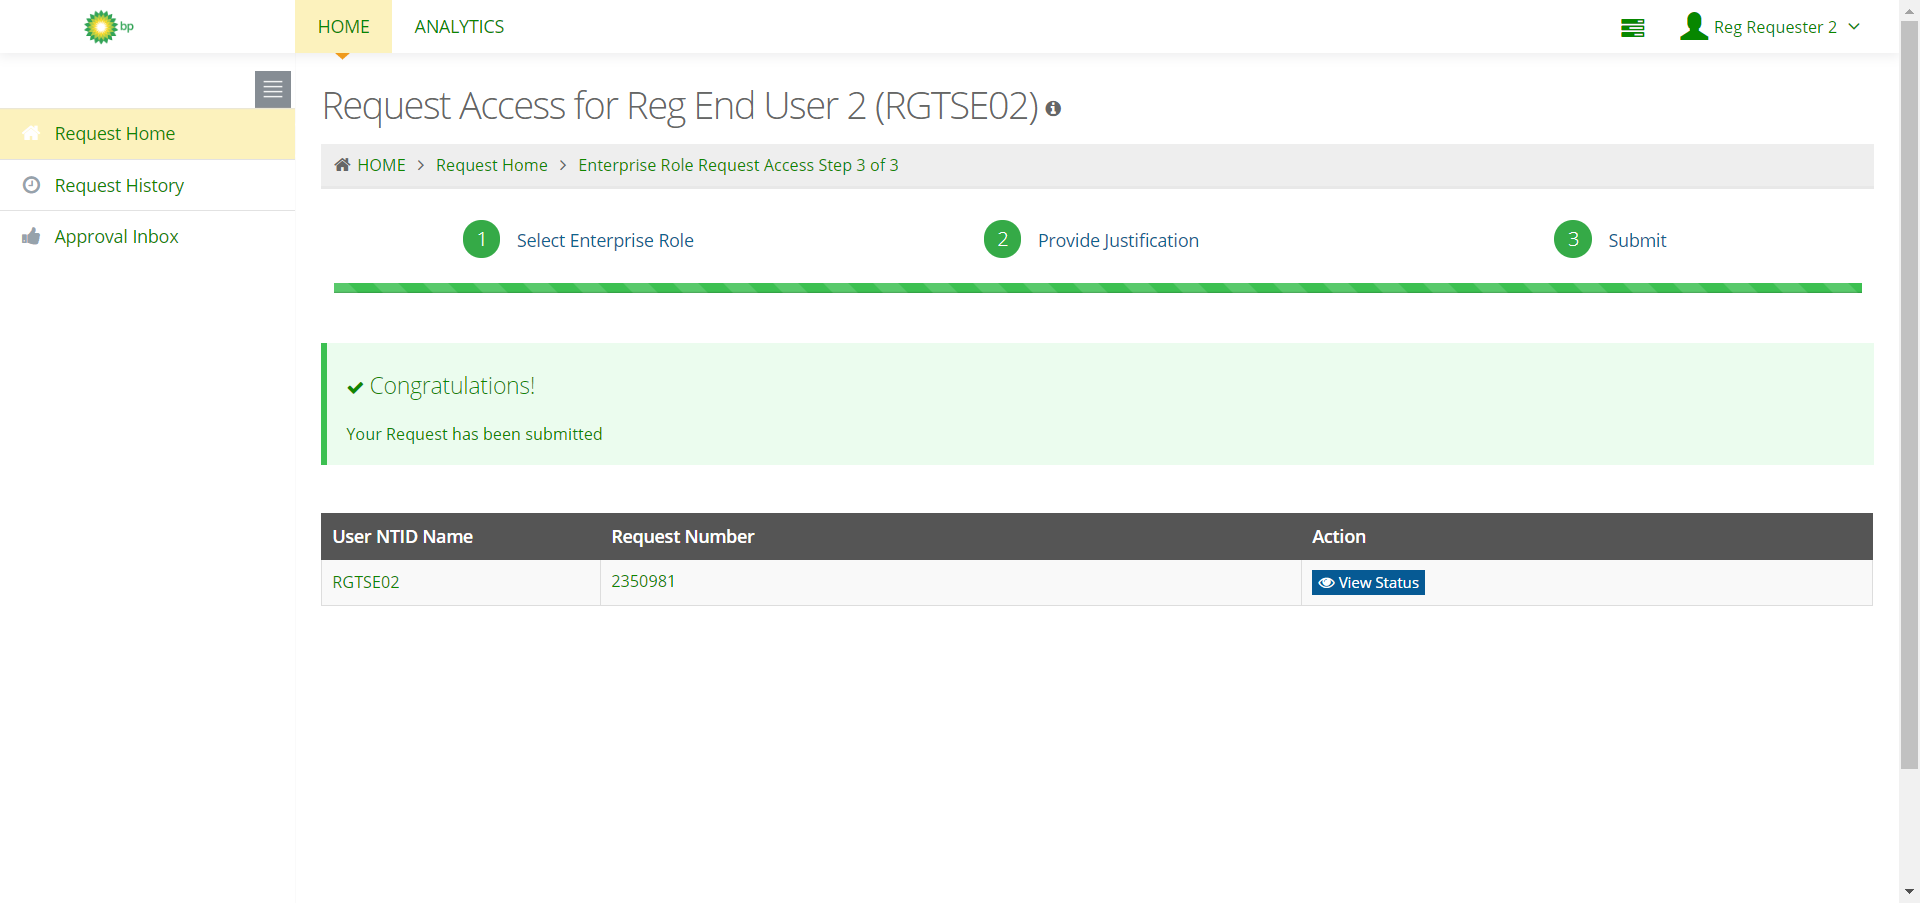 bp
HOME
ANALYTICS
Reg Requester 2
Request Home
Request History
Approval Inbox
Request Access for Reg End User 2 (RGTSE02)
HOME > Request Home > Enterprise Role Request Access Step 3 of 3
1 Select Enterprise Role
2 Provide Justification
3 Submit
Congratulations!
Your Request has been submitted
User NTID Name Request Number Action
RGTSE02 2350981 View Status